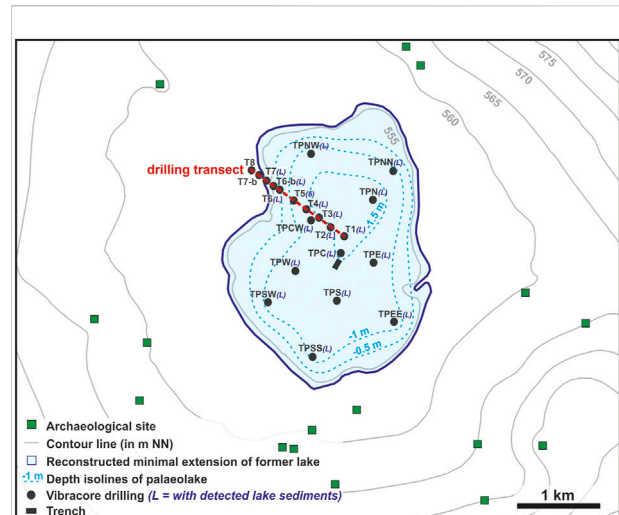 575
570
565
560
555
TPNW(L)
TPNN(L)
T8
drilling transect
T7(L)
T7-b
T6-b(L)
T6(L)
T5(s)
TPN(L)
-1.5 m
T4(L)
T3(L)
TPCW(L)
T2(L)
T1(L)
TPC(L)
TPW(L)
TPE(L)
TPSW(L)
TPS(L)
TPEE(L)
-1 m
-0.5 m
TPSS(L)
Archaeological site
Contour line (in m NN)
Reconstructed minimal extension of former lake
-1 m Depth isolines of palaeolake
Vibracore drilling (L = with detected lake sediments)
Trench
1 km